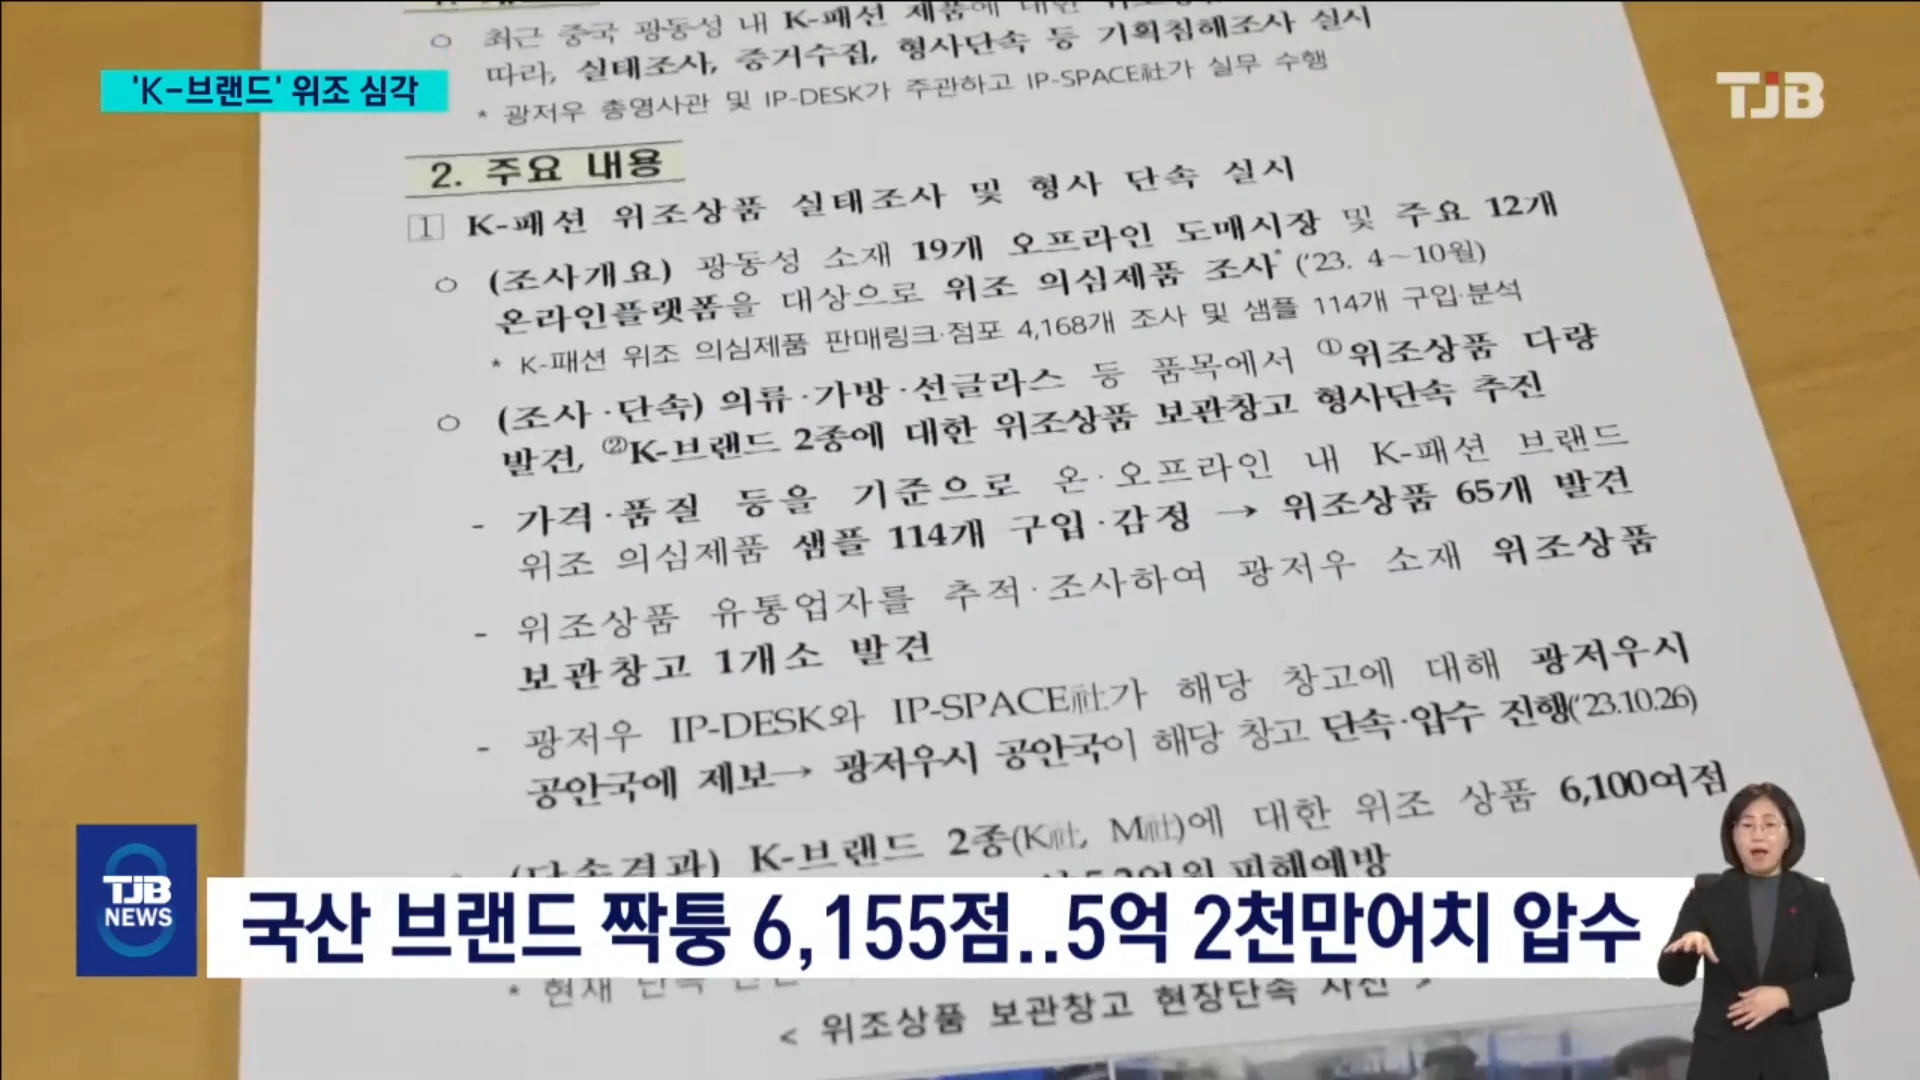 'K-브랜드' 위조 심각
TJB
최근 중국 광동성 내 K-패션 제품에 대한
따라, 실태조사, 증거수집, 형사단속 등 기획침해조사 실시
* 광저우 총영사관 및 IP-DESK가 주관하고 IP-SPACE社가 실무 수행
2. 주요 내용
1 K-패션 위조상품 실태조사 및 형사 단속 실시
○ (조사개요) 광동성 소재 19개 오프라인 도매시장 및 주요 12개
온라인플랫폼을 대상으로 위조 의심제품 조사* ('23. 4~10월)
* K-패션 위조 의심제품 판매링크·점포 4,168개 조사 및 샘플 114개 구입·분석
○ (조사·단속) 의류·가방·선글라스 등 품목에서 ①위조상품 다량
발견, ②K-브랜드 2종에 대한 위조상품 보관창고 형사단속 추진
- 가격·품질 등을 기준으로 온·오프라인 내 K-패션 브랜드
위조 의심제품 샘플 114개 구입·감정 → 위조상품 65개 발견
- 위조상품 유통업자를 추적·조사하여 광저우 소재 위조상품
보관창고 1개소 발견
- 광저우 IP-DESK와 IP-SPACE社가 해당 창고에 대해 광저우시
공안국에 제보→ 광저우시 공안국이 해당 창고 단속·압수 진행('23.10.26)
(단속결과) K-브랜드 2종(K社, M社)에 대한 위조 상품 6,100여점
피해예방
TJB
NEWS
8
국산 브랜드 짝퉁 6,155점..5억 2천만어치 압수
* 현재 단속
< 위조상품 보관창고 현장단속 사진 >